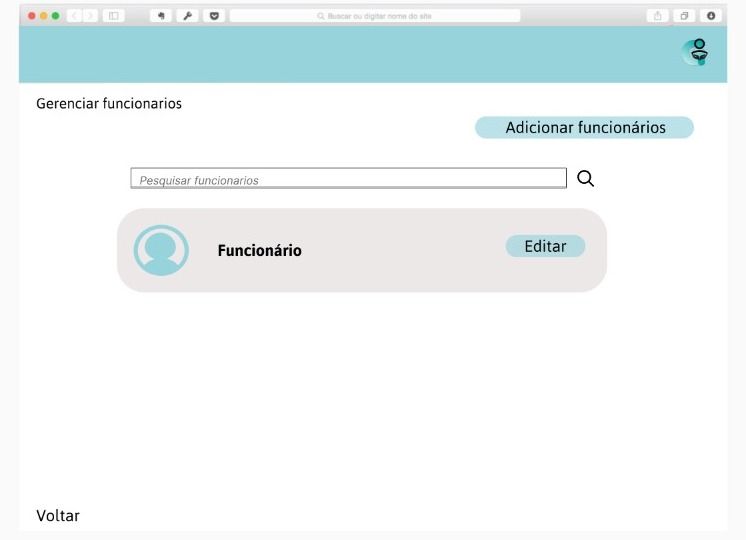 Buscar ou digitar nome do site
Gerenciar funcionarios
Adicionar funcionários
Pesquisar funcionarios
Funcionário
Editar
Voltar